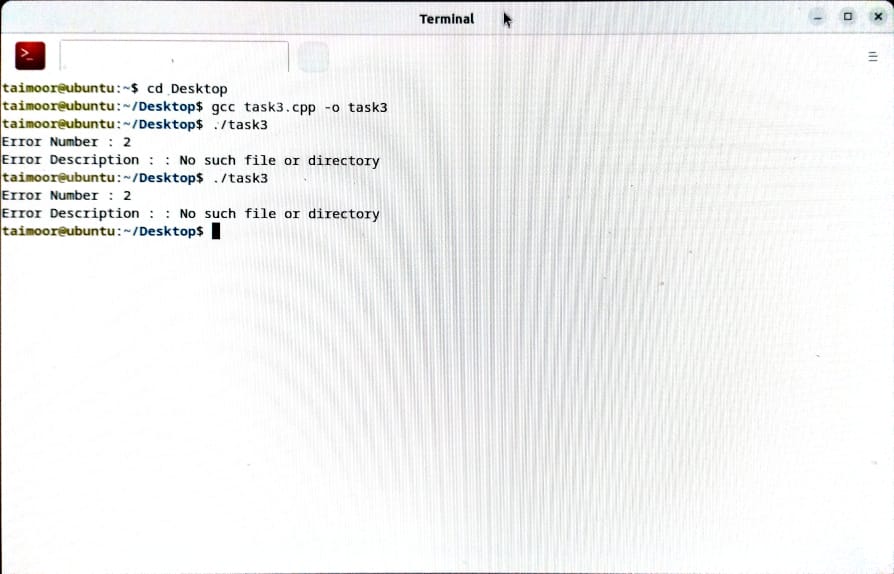 Terminal
taimoor@ubuntu:~$ cd Desktop
taimoor@ubuntu:~/Desktop$ gcc task3.cpp -o task3
taimoor@ubuntu:~/Desktop$ ./task3
Error Number : 2
Error Description : : No such file or directory
taimoor@ubuntu:~/Desktop$ ./task3
Error Number : 2
Error Description : : No such file or directory
taimoor@ubuntu:~/Desktop$